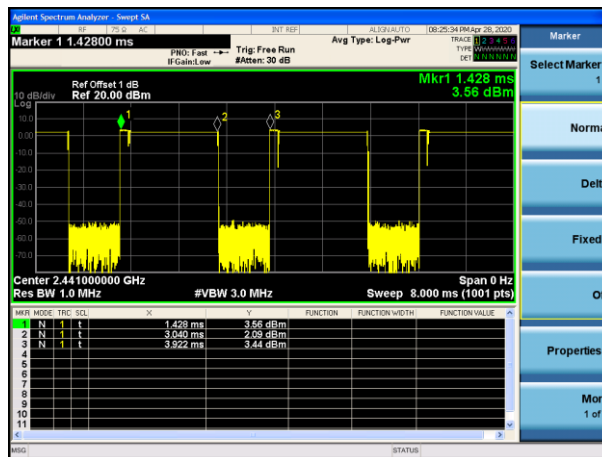 Agilent Spectrum Analyzer - Swept SA
RF 75 Ω AC INT REF ALIGNAUTO 08:25:34 PM Apr 28, 2020
Marker 1 1.42800 ms
PNO: Fast
IFGain:Low
Trig: Free Run
#Atten: 30 dB
Avg Type: Log-Pwr
TRACE 1 2 3 4 5 6
TYPE WWWWWW
DET N N N N N N
Ref Offset 1 dB
10 dB/div Ref 20.00 dBm
Log
Mkr1 1.428 ms
3.56 dBm
10.0
0.00
-10.0
-20.0
-30.0
-40.0
-50.0
-60.0
-70.0
1
2
3
Center 2.441000000 GHz
Span 0 Hz
Res BW 1.0 MHz
#VBW 3.0 MHz
Sweep 8.000 ms (1001 pts)
MKR MODE TRC SCL X Y FUNCTION FUNCTION WIDTH FUNCTION VALUE
1 N 1 t 1.428 ms 3.56 dBm
2 N 1 t 3.040 ms 2.09 dBm
3 N 1 t 3.922 ms 3.44 dBm
4
5
6
7
8
9
10
11
MSG STATUS
Marker
Select Marker
1
Norma
Delt
Fixed
O
Properties
Mor
1 of